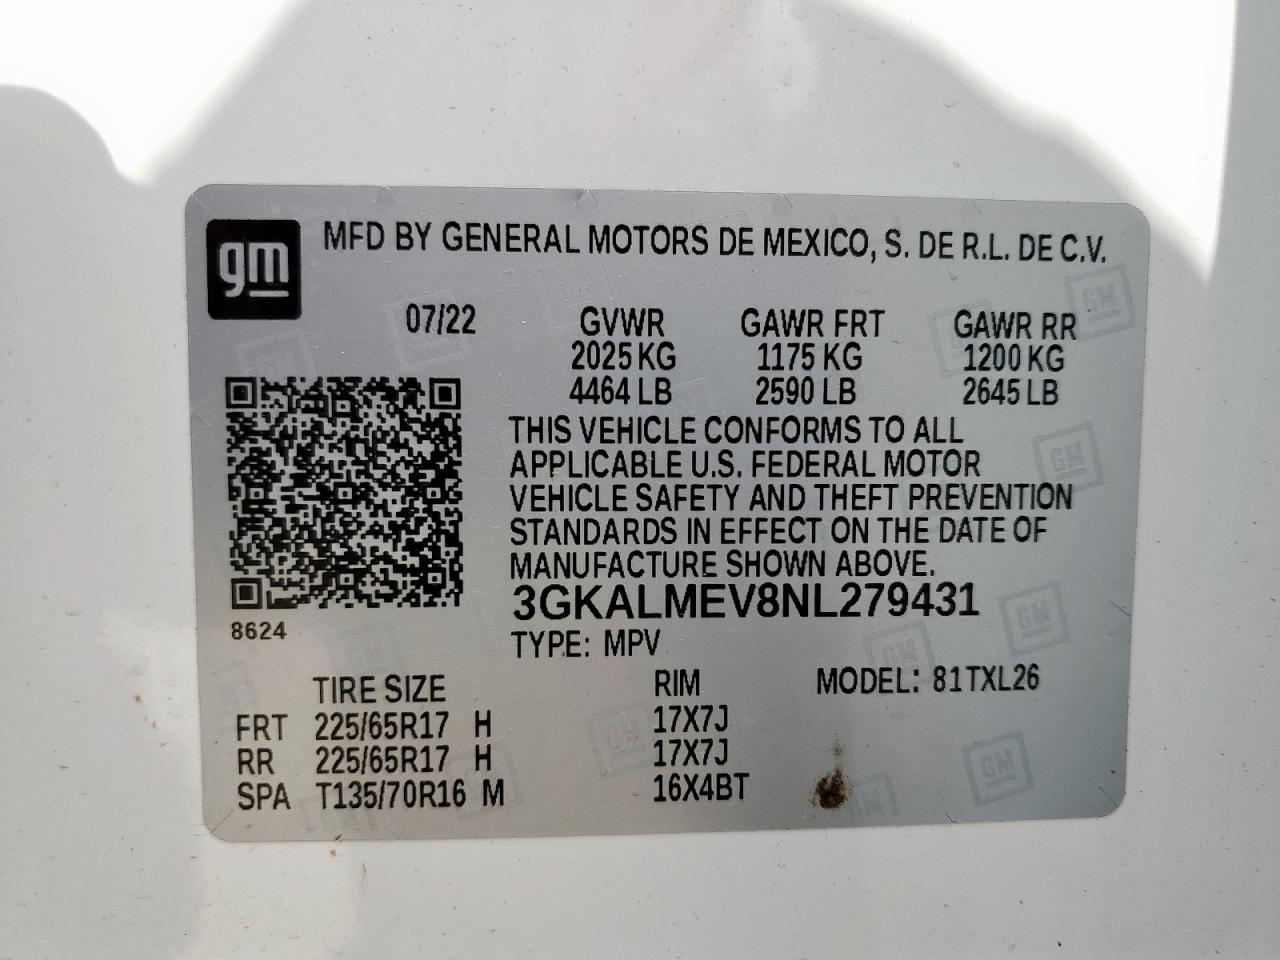 gm
MFD BY GENERAL MOTORS DE MEXICO, S. DE R.L. DE C.V.
07/22 GVWR GAWR FRT GAWR RR
2025 KG 1175 KG 1200 KG
4464 LB 2590 LB 2645 LB
THIS VEHICLE CONFORMS TO ALL
APPLICABLE U.S. FEDERAL MOTOR
VEHICLE SAFETY AND THEFT PREVENTION
STANDARDS IN EFFECT ON THE DATE OF
MANUFACTURE SHOWN ABOVE.
3GKALMEV8NL279431
8624
TYPE: MPV
TIRE SIZE RIM MODEL: 81TXL26
FRT 225/65R17 H 17X7J
RR 225/65R17 H 17X7J
SPA T135/70R16 M 16X4BT